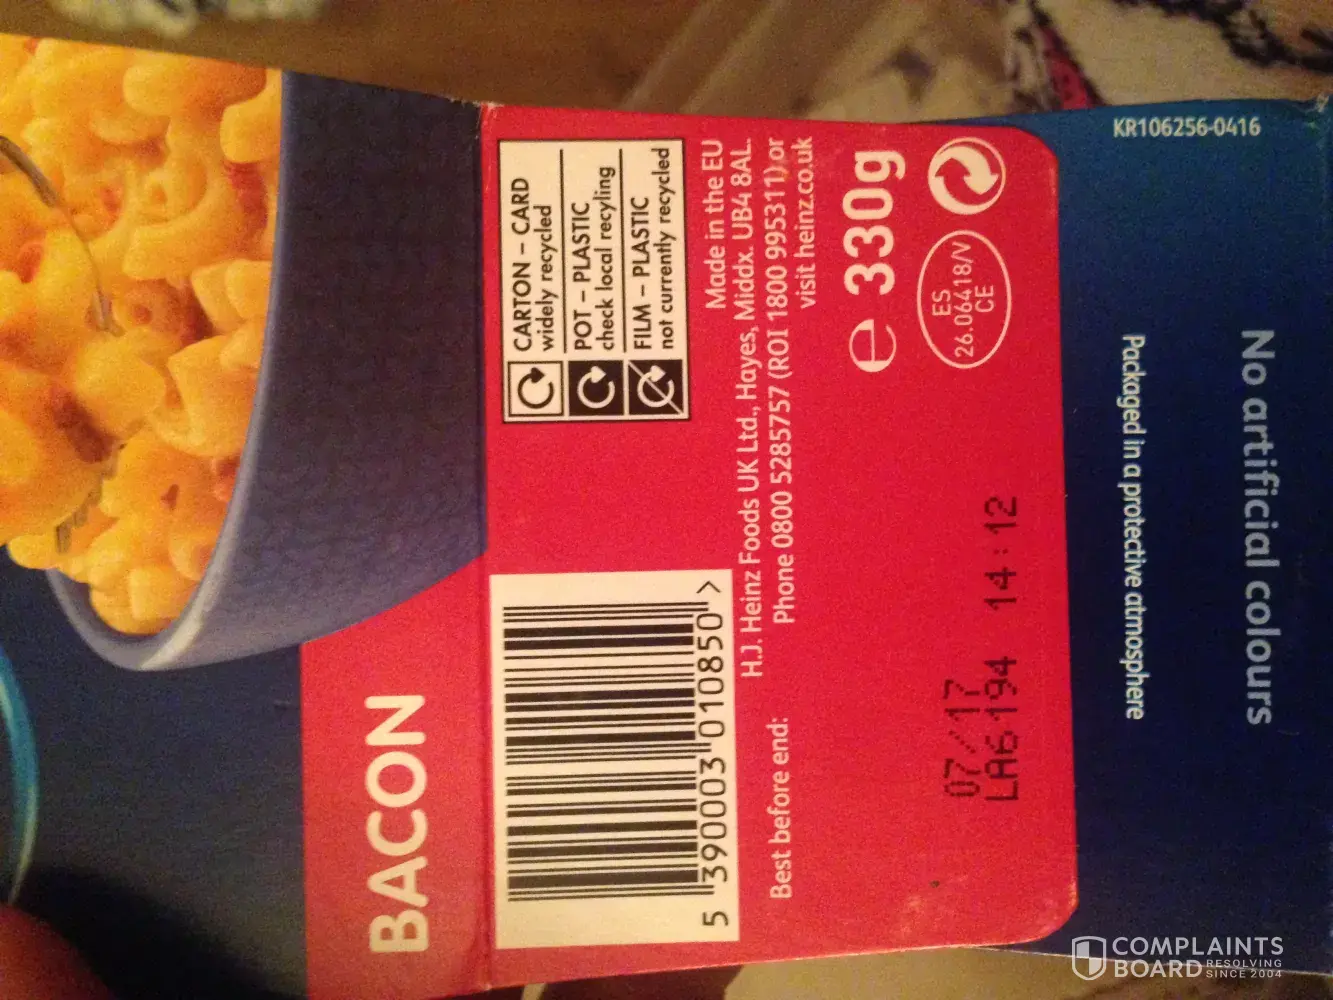 BACON
CARTON – CARD
widely recycled
POT – PLASTIC
check local recyling
FILM – PLASTIC
not currently recycled
5 390003 010850 >
Made in the EU
H.J. Heinz Foods UK Ltd., Hayes, Middx. UB4 8AL.
Phone 0800 5285757 (ROI 1800 995311) or
visit heinz.co.uk
Best before end:
e 330g
ES
26.06418/V
CE
07/17
LA6194 14:12
KR106256-0416
Packaged in a protective atmosphere
No artificial colours
COMPLAINTS
BOARD RESOLVING
SINCE 2004